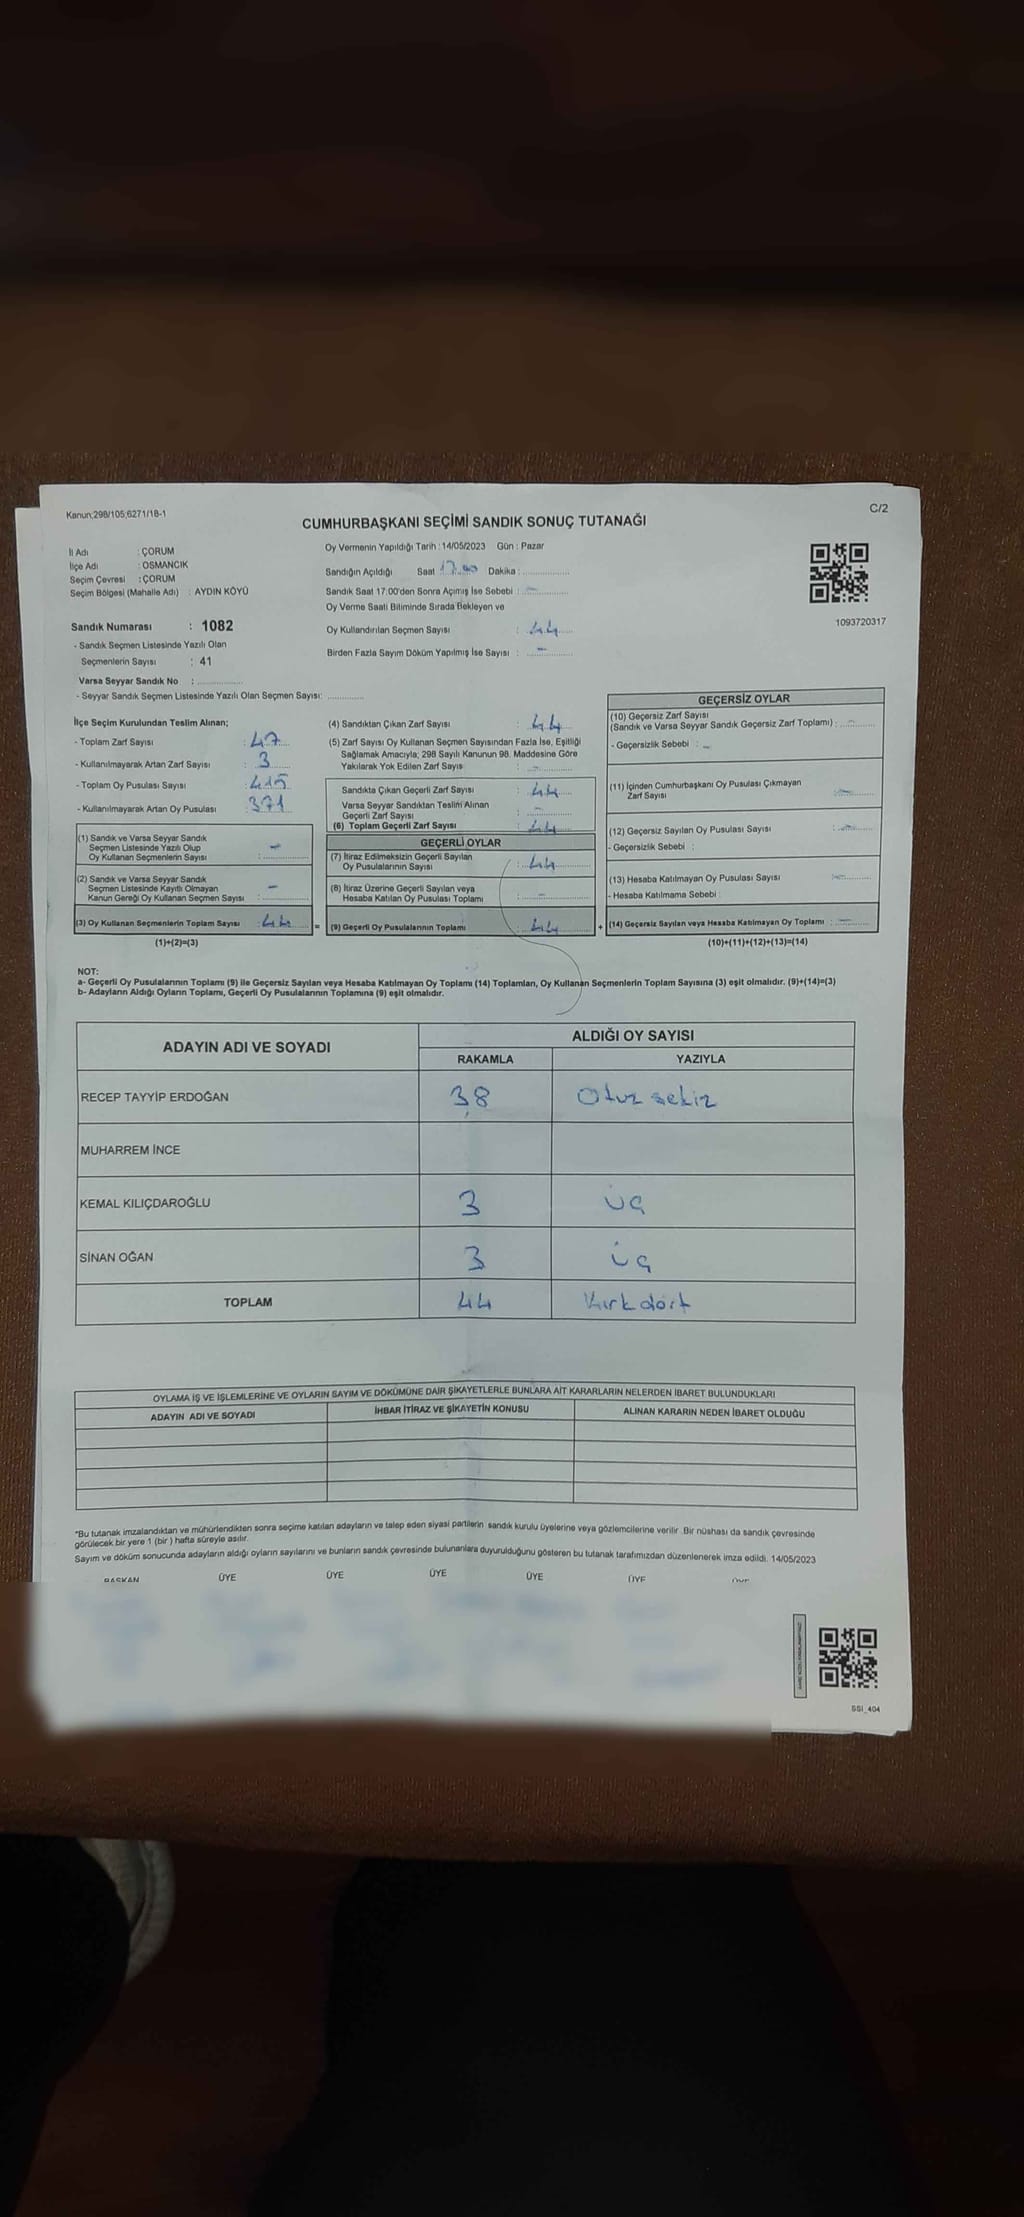 Kanun;298/105;6271/18-1
C/2
CUMHURBAŞKANI SEÇİMİ SANDIK SONUÇ TUTANAĞI
İl Adı : ÇORUM
İlçe Adı : OSMANCIK
Seçim Çevresi : ÇORUM
Seçim Bölgesi (Mahalle Adı) : AYDIN KÖYÜ
Oy Vermenin Yapıldığı Tarih : 14/05/2023 Gün : Pazar
Sandığın Açıldığı Saat 17.00 Dakika :
Sandık Saat 17:00'den Sonra Açımış İse Sebebi : -
Oy Verme Saati Bitiminde Sırada Bekleyen ve
Oy Kullandırılan Seçmen Sayısı : 44
Birden Fazla Sayım Döküm Yapılmış İse Sayısı : -
1093720317
Sandık Numarası : 1082
- Sandık Seçmen Listesinde Yazılı Olan
Seçmenlerin Sayısı : 41
Varsa Seyyar Sandık No :
- Seyyar Sandık Seçmen Listesinde Yazılı Olan Seçmen Sayısı:
İlçe Seçim Kurulundan Teslim Alınan;
- Toplam Zarf Sayısı : 47
- Kullanılmayarak Artan Zarf Sayısı : 3
- Toplam Oy Pusulası Sayısı : 415
- Kullanılmayarak Artan Oy Pusulası : 371
(1) Sandık ve Varsa Seyyar Sandık
Seçmen Listesinde Yazılı Olup
Oy Kullanan Seçmenlerin Sayısı : -
(2) Sandık ve Varsa Seyyar Sandık
Seçmen Listesinde Kayıtlı Olmayan
Kanun Gereği Oy Kullanan Seçmen Sayısı : -
(3) Oy Kullanan Seçmenlerin Toplam Sayısı : 44
(1)+(2)=(3)
(4) Sandıktan Çıkan Zarf Sayısı : 44
(5) Zarf Sayısı Oy Kullanan Seçmen Sayısından Fazla İse, Eşitliği
Sağlamak Amacıyla; 298 Sayılı Kanunun 98. Maddesine Göre
Yakılarak Yok Edilen Zarf Sayıs : -
Sandıkta Çıkan Geçerli Zarf Sayısı : 44
Varsa Seyyar Sandıktan Teslim Alınan
Geçerli Zarf Sayısı : -
(6) Toplam Geçerli Zarf Sayısı : 44
GEÇERLİ OYLAR
(7) İtiraz Edilmeksizin Geçerli Sayılan
Oy Pusulalarının Sayısı : 44
(8) İtiraz Üzerine Geçerli Sayılan veya
Hesaba Katılan Oy Pusulası Toplamı : -
= (9) Geçerli Oy Pusulalarının Toplamı : 44 +
GEÇERSİZ OYLAR
(10) Geçersiz Zarf Sayısı
(Sandık ve Varsa Seyyar Sandık Geçersiz Zarf Toplamı) : -
- Geçersizlik Sebebi : -
(11) İçinden Cumhurbaşkanı Oy Pusulası Çıkmayan
Zarf Sayısı : -
(12) Geçersiz Sayılan Oy Pusulası Sayısı : -
- Geçersizlik Sebebi :
(13) Hesaba Katılmayan Oy Pusulası Sayısı : -
- Hesaba Katılmama Sebebi :
(14) Geçersiz Sayılan veya Hesaba Katılmayan Oy Toplamı : -
(10)+(11)+(12)+(13)=(14)
NOT:
a- Geçerli Oy Pusulalarının Toplamı (9) ile Geçersiz Sayılan veya Hesaba Katılmayan Oy Toplamı (14) Toplamları, Oy Kullanan Seçmenlerin Toplam Sayısına (3) eşit olmalıdır. (9)+(14)=(3)
b- Adayların Aldığı Oyların Toplamı, Geçerli Oy Pusulalarının Toplamına (9) eşit olmalıdır.
ADAYIN ADI VE SOYADI
ALDIĞI OY SAYISI
RAKAMLA YAZIYLA
RECEP TAYYİP ERDOĞAN 38 Otuz sekiz
MUHARREM İNCE
KEMAL KILIÇDAROĞLU 3 üç
SİNAN OĞAN 3 üç
TOPLAM 44 Kırkdört
OYLAMA İŞ VE İŞLEMLERİNE VE OYLARIN SAYIM VE DÖKÜMÜNE DAİR ŞİKAYETLERLE BUNLARA AİT KARARLARIN NELERDEN İBARET BULUNDUKLARI
ADAYIN ADI VE SOYADI İHBAR İTİRAZ VE ŞİKAYETİN KONUSU ALINAN KARARIN NEDEN İBARET OLDUĞU
*Bu tutanak imzalandıktan ve mühürlendikten sonra seçime katılan adayların ve talep eden siyasi partilerin sandık kurulu üyelerine veya gözlemcilerine verilir. Bir nüshası da sandık çevresinde
görülecek bir yere 1 (bir) hafta süreyle asılır.
Sayım ve döküm sonucunda adayların aldığı oyların sayılarını ve bunların sandık çevresinde bulunanlara duyurulduğunu gösteren bu tutanak tarafımızdan düzenlenerek imza edildi. 14/05/2023
BAŞKAN ÜYE ÜYE ÜYE ÜYE ÜYE ÜYE
SSI_404